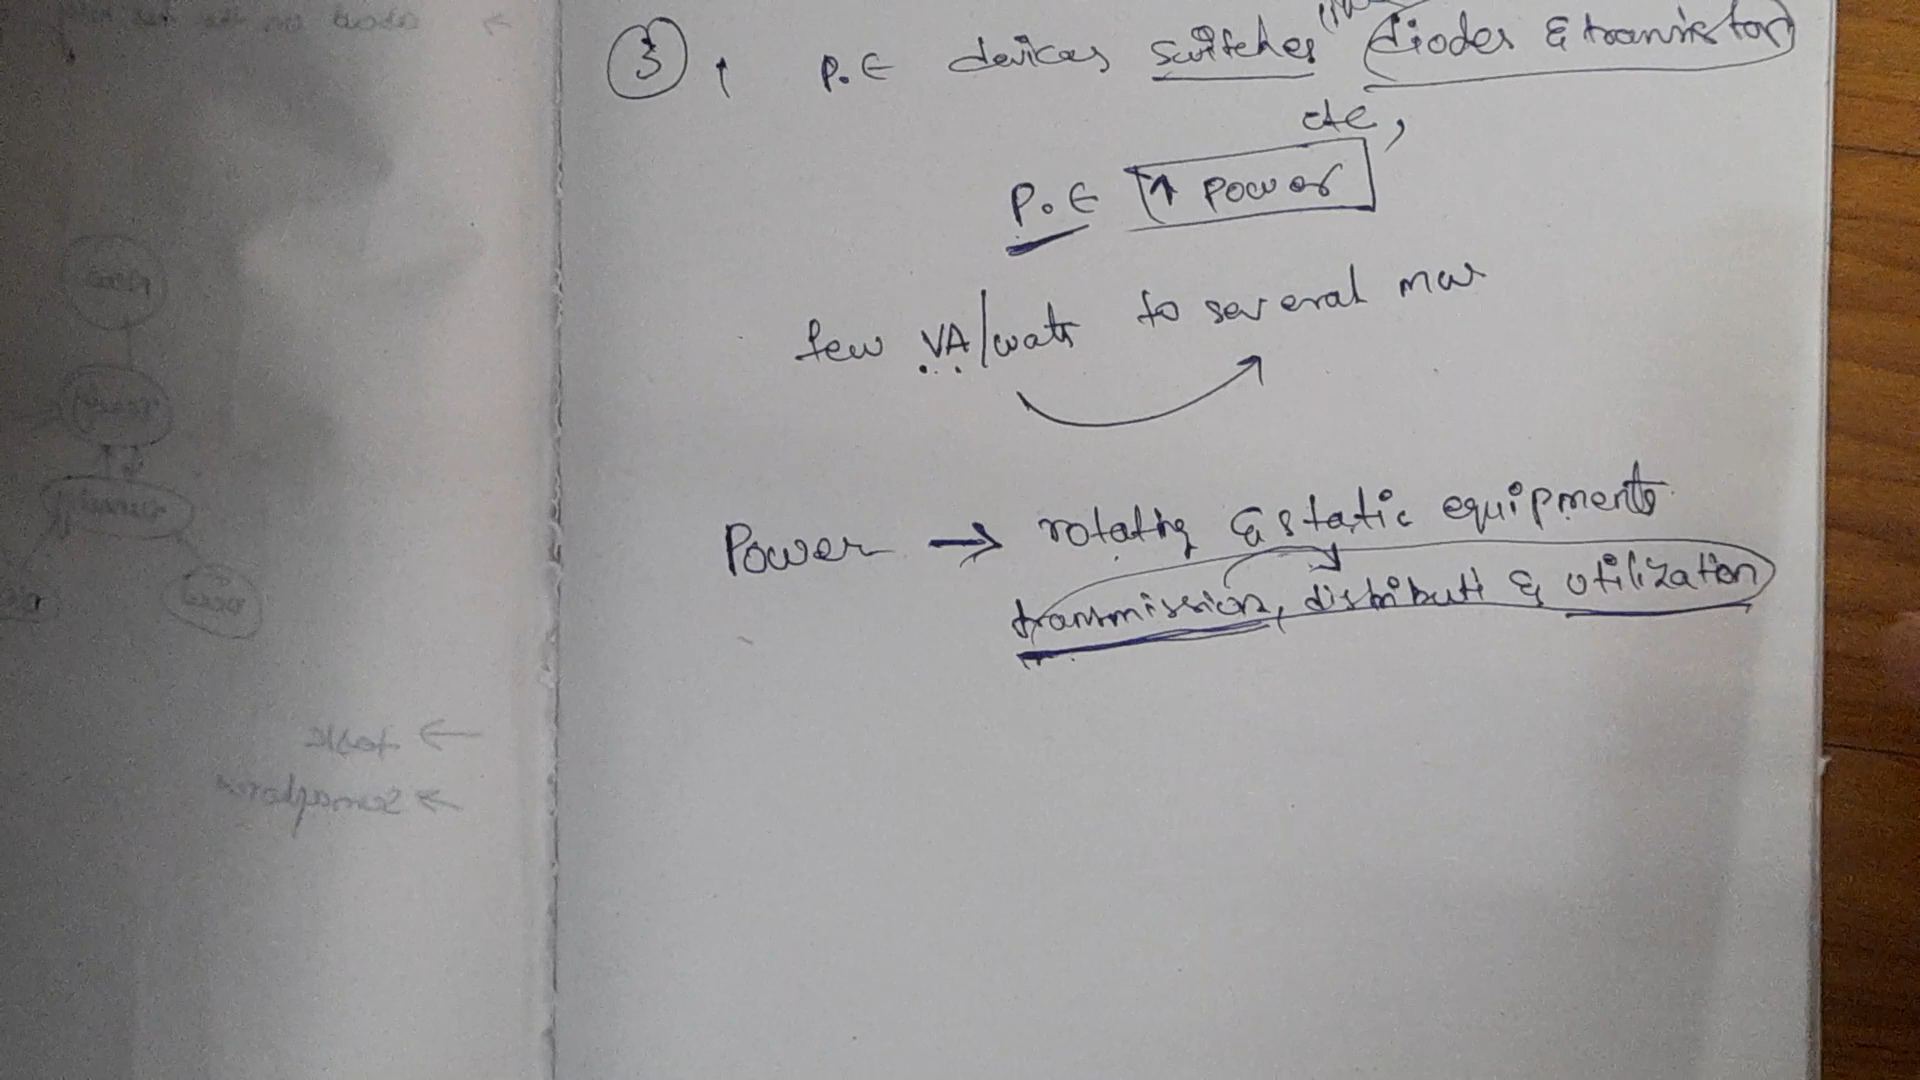 3, P.E devices switches diodes & transistor
etc,
P.E ↑ Power
few VA/watts to several mw
Power → rotating & static equipments
transmission, distributi & utilization